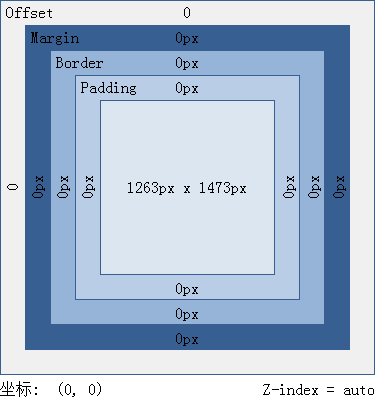 Offset 0
Margin 0px
Border 0px
Padding 0px
0 0px 0px 0px 1263px x 1473px 0px 0px 0px
0px
0px
0px
坐标: (0, 0) Z-index = auto